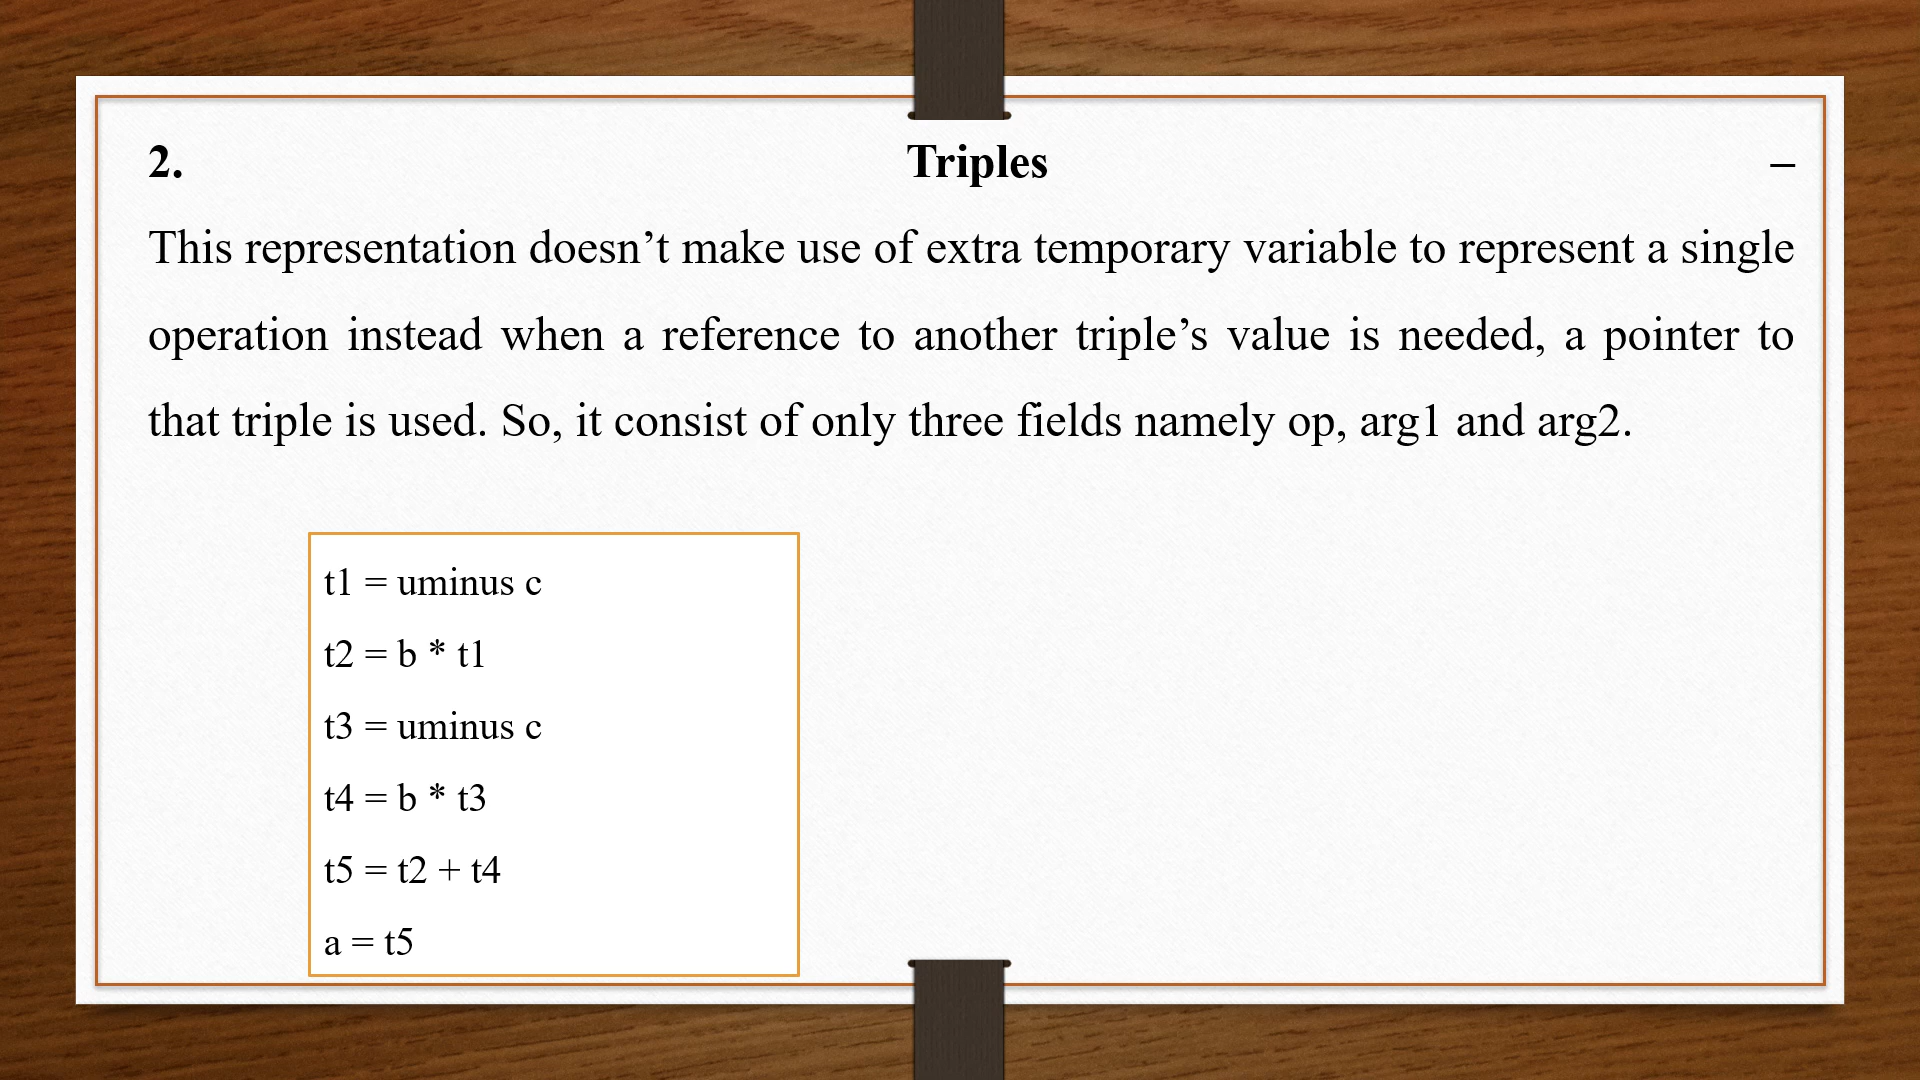 2. Triples –
This representation doesn’t make use of extra temporary variable to represent a single
operation instead when a reference to another triple’s value is needed, a pointer to
that triple is used. So, it consist of only three fields namely op, arg1 and arg2.
t1 = uminus c
t2 = b * t1
t3 = uminus c
t4 = b * t3
t5 = t2 + t4
a = t5